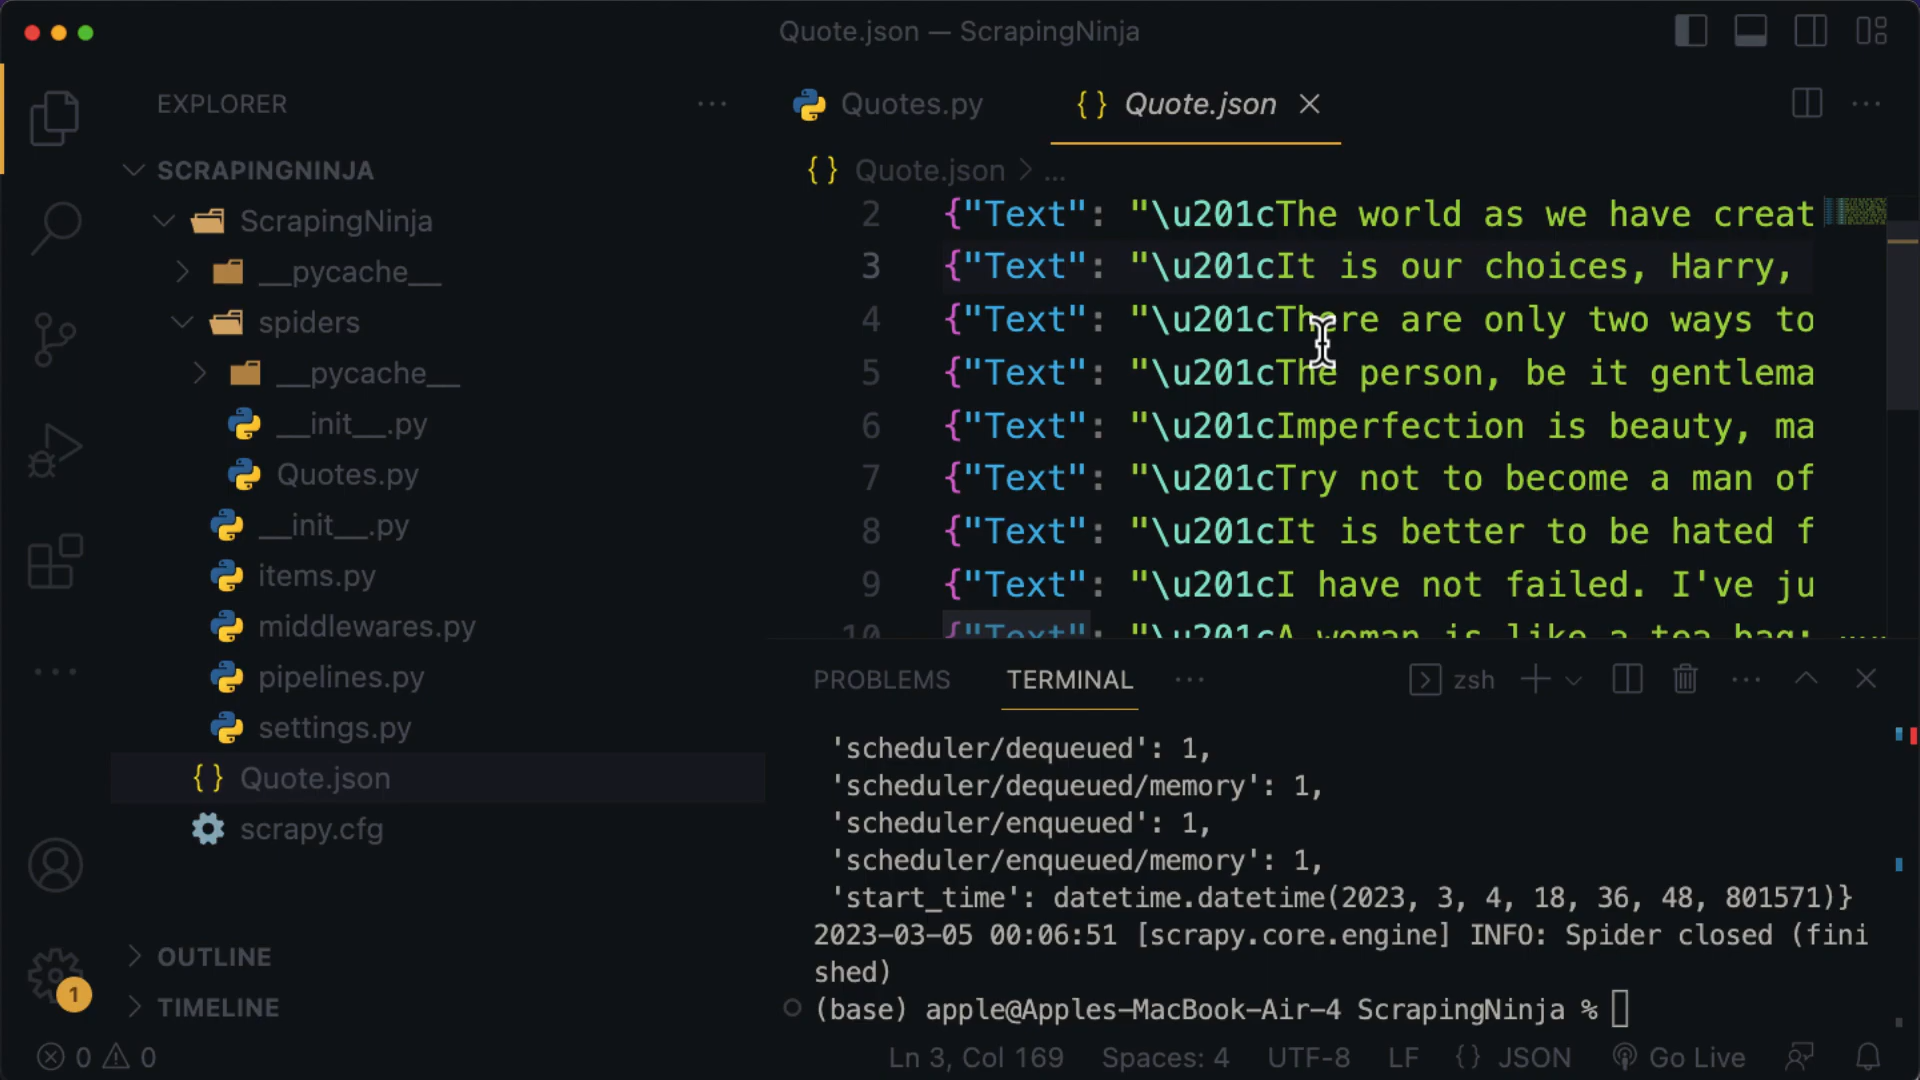 Quote.json — ScrapingNinja
EXPLORER
SCRAPINGNINJA
ScrapingNinja
__pycache__
spiders
__pycache__
__init__.py
Quotes.py
__init__.py
items.py
middlewares.py
pipelines.py
settings.py
{} Quote.json
scrapy.cfg
OUTLINE
TIMELINE
1
Quotes.py
{} Quote.json
{} Quote.json > ...
2 {"Text": "\u201cThe world as we have creat
3 {"Text": "\u201cIt is our choices, Harry,
4 {"Text": "\u201cThere are only two ways to
5 {"Text": "\u201cThe person, be it gentlema
6 {"Text": "\u201cImperfection is beauty, ma
7 {"Text": "\u201cTry not to become a man of
8 {"Text": "\u201cIt is better to be hated f
9 {"Text": "\u201cI have not failed. I've ju
10 {"Text": "\u201cA woman is like a tea bag;
PROBLEMS TERMINAL ... zsh
'scheduler/dequeued': 1,
'scheduler/dequeued/memory': 1,
'scheduler/enqueued': 1,
'scheduler/enqueued/memory': 1,
'start_time': datetime.datetime(2023, 3, 4, 18, 36, 48, 801571)}
2023-03-05 00:06:51 [scrapy.core.engine] INFO: Spider closed (fini
shed)
(base) apple@Apples-MacBook-Air-4 ScrapingNinja %
0 0 Ln 3, Col 169 Spaces: 4 UTF-8 LF {} JSON Go Live